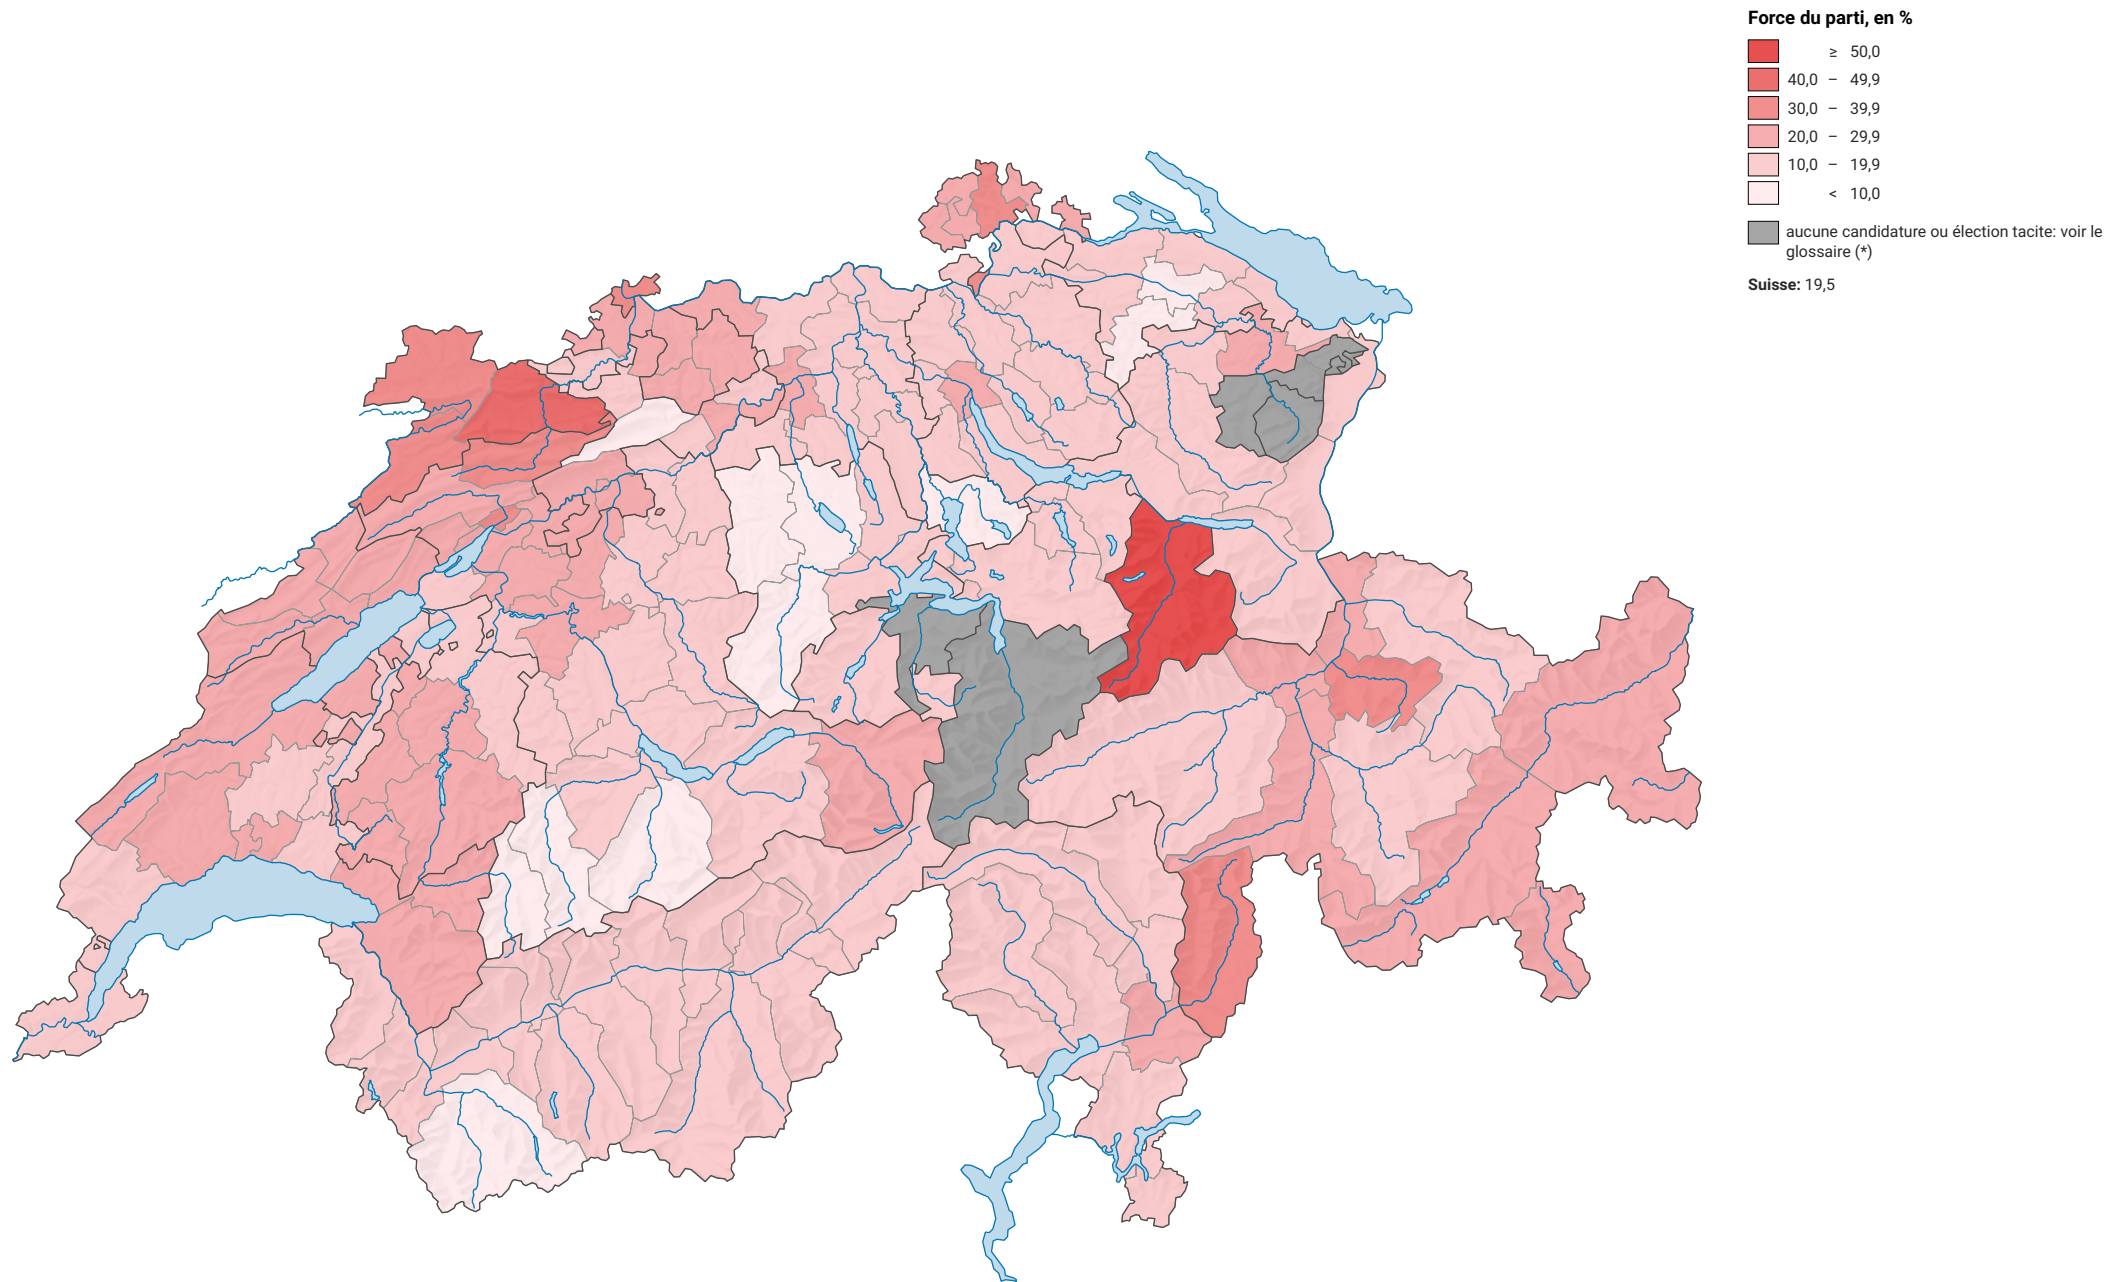 Force du parti, en %
≥ 50,0
40,0 – 49,9
30,0 – 39,9
20,0 – 29,9
10,0 – 19,9
< 10,0
aucune candidature ou élection tacite: voir le
glossaire (*)
Suisse: 19,5